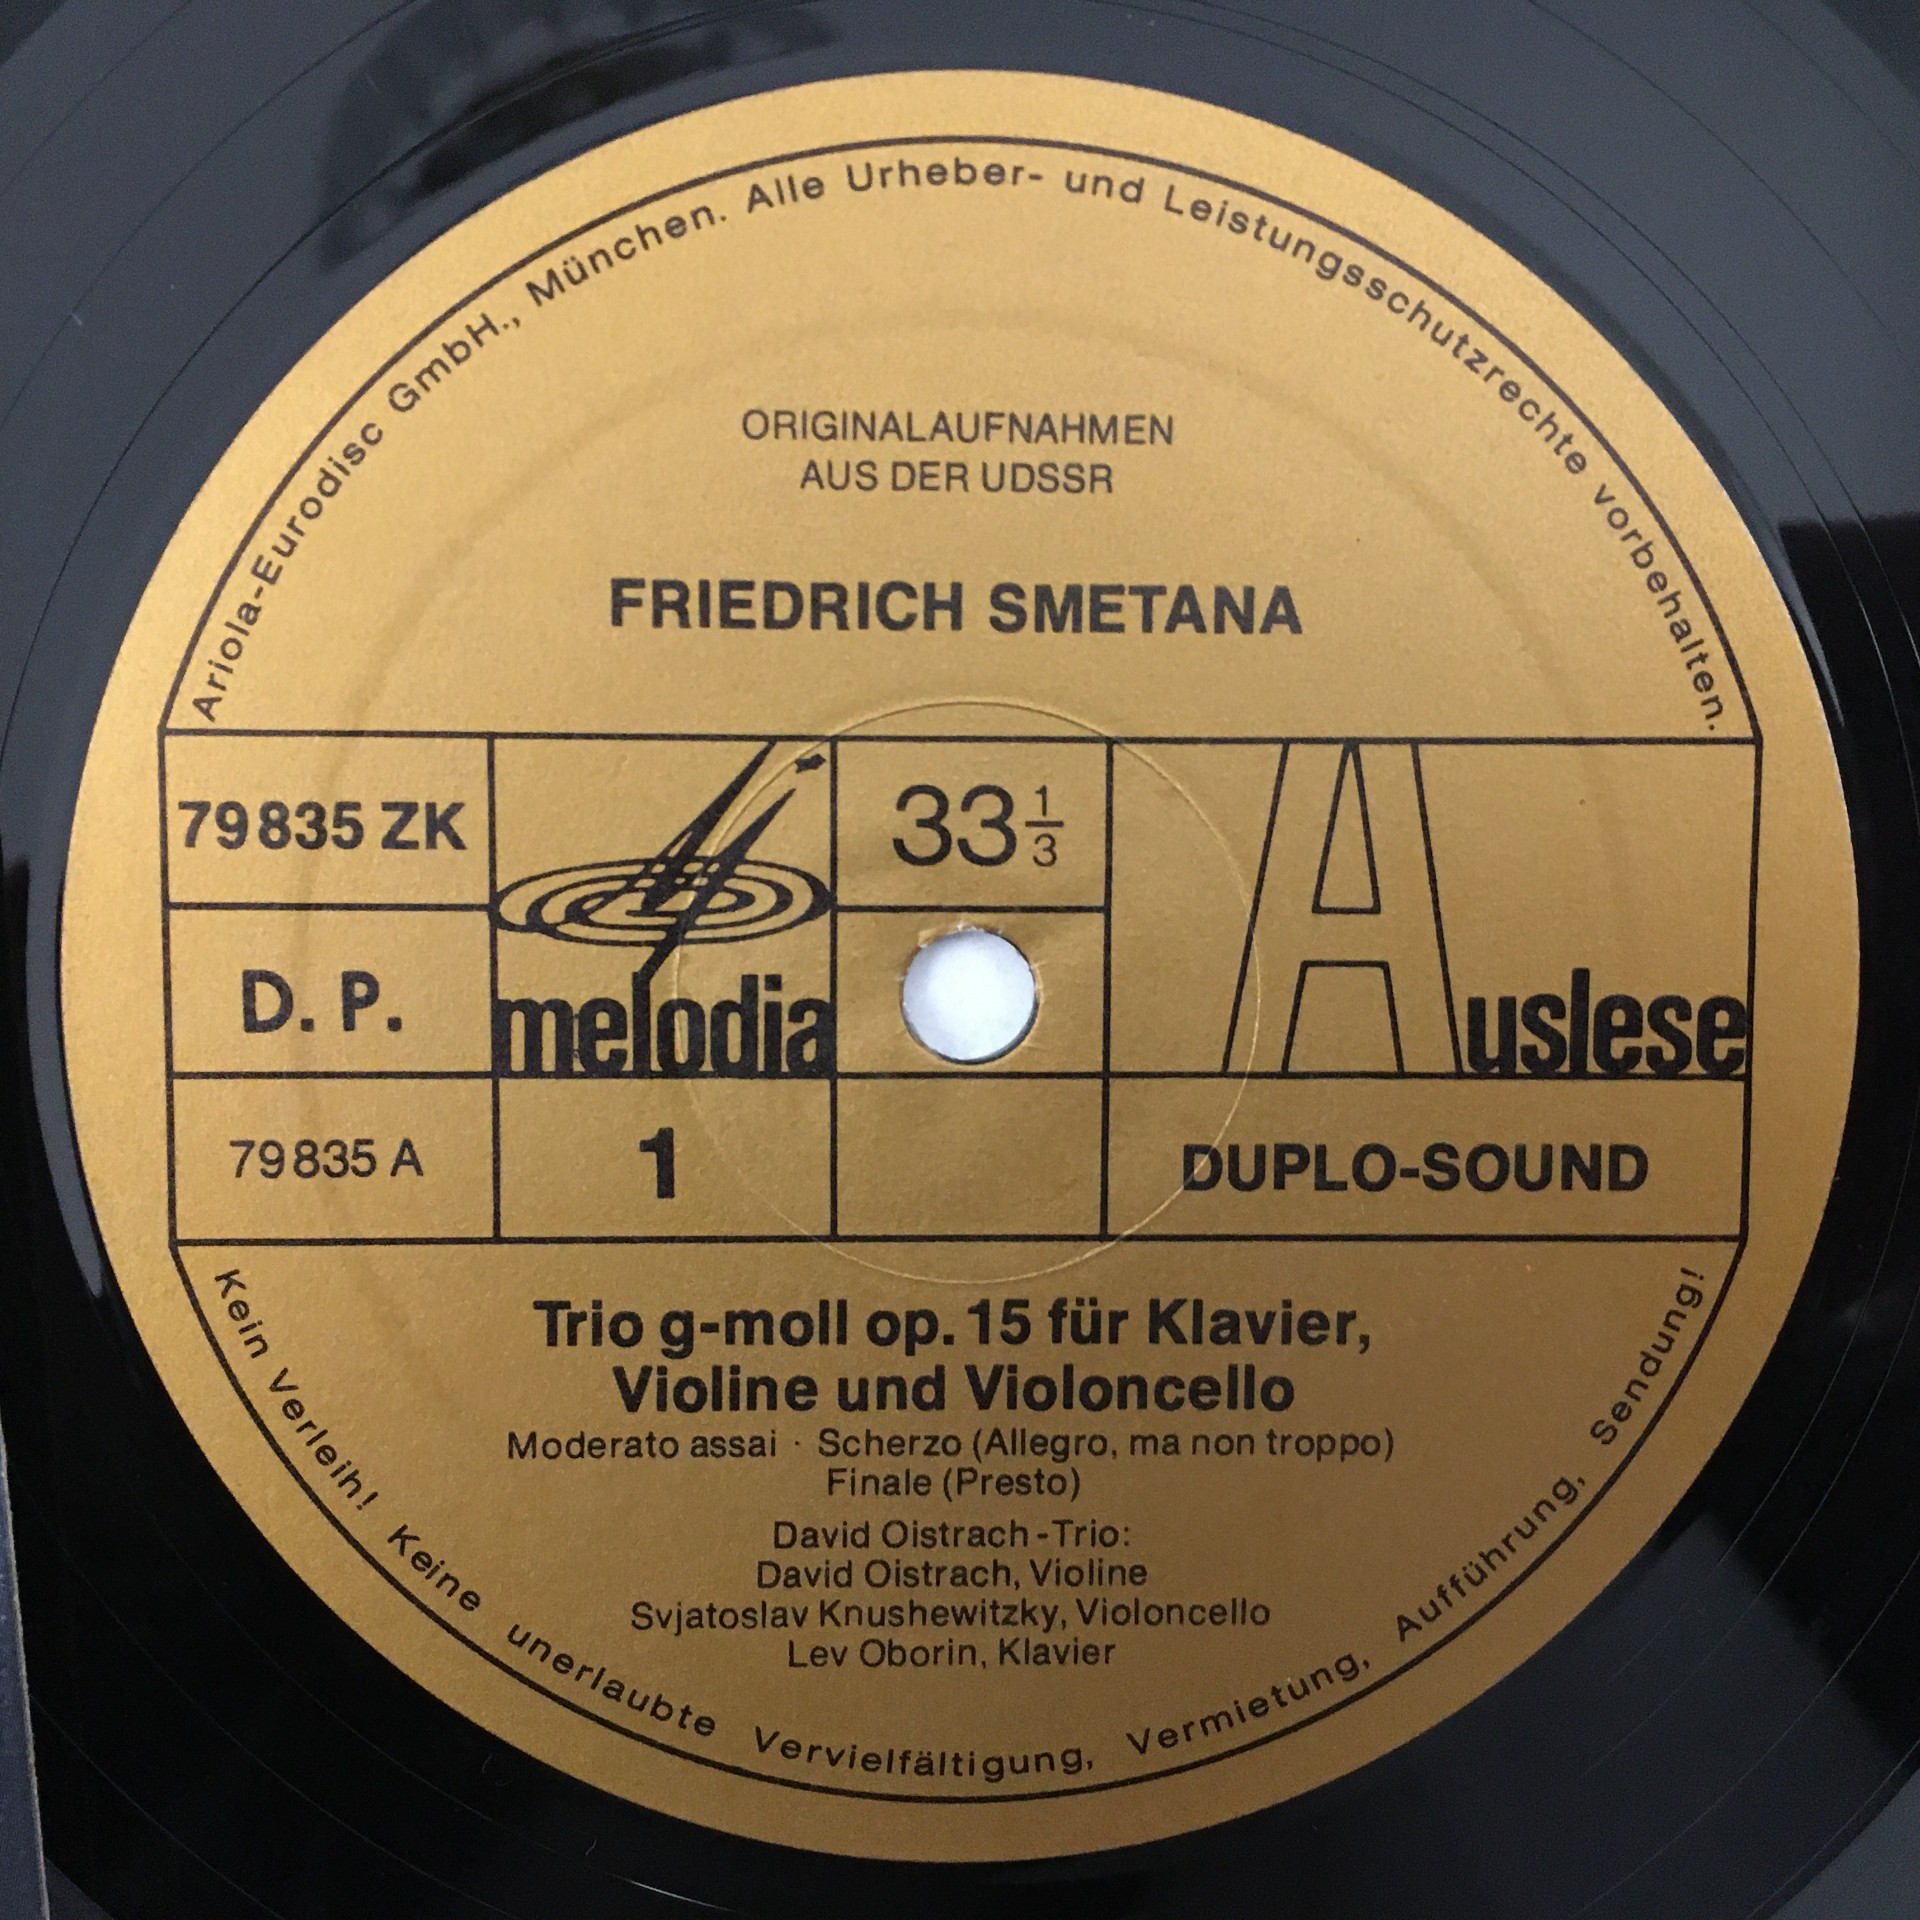 Ariola-Eurodisc GmbH., München. Alle Urheber- und Leistungsschutzrechte vorbehalten.
ORIGINALAUFNAHMEN
AUS DER UDSSR
FRIEDRICH SMETANA
79835 ZK
melodia
33 1/3
Auslese
D. P.
79835 A
1
DUPLO-SOUND
Trio g-moll op. 15 für Klavier,
Violine und Violoncello
Moderato assai · Scherzo (Allegro, ma non troppo)
Finale (Presto)
David Oistrach-Trio:
David Oistrach, Violine
Svjatoslav Knushewitzky, Violoncello
Lev Oborin, Klavier
Kein Verleih! Keine unerlaubte Vervielfältigung, Vermietung, Aufführung, Sendung!